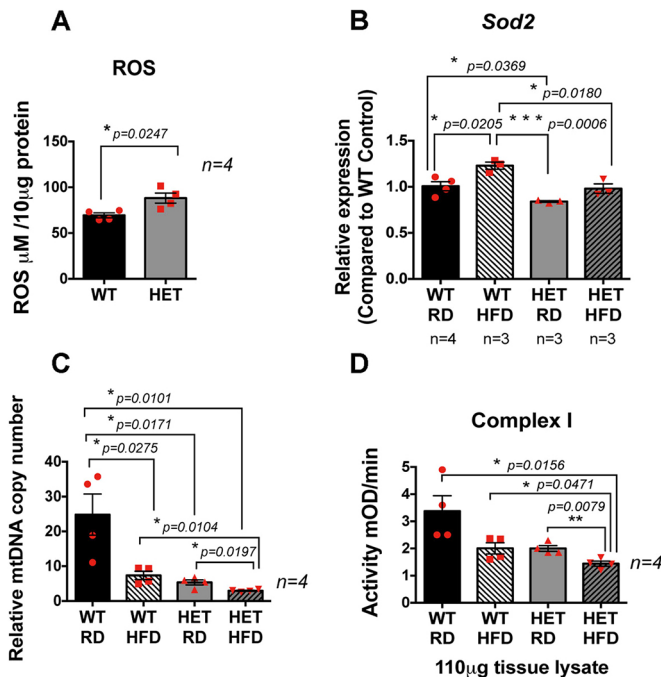 A
ROS
ROS μM /10μg protein
150
100
50
0
* p=0.0247
n=4
WT
HET
B
Sod2
Relative expression
(Compared to WT Control)
1.5
1.0
0.5
0.0
* p=0.0369
* p=0.0180
* p=0.0205
*** p=0.0006
WT WT HET HET
RD HFD RD HFD
n=4 n=3 n=3 n=3
C
Relative mtDNA copy number
40
30
20
10
0
* p=0.0101
* p=0.0171
* p=0.0275
* p=0.0104
* p=0.0197
n=4
WT WT HET HET
RD HFD RD HFD
D
Complex I
Activity mOD/min
5
4
3
2
1
0
* p=0.0156
* p=0.0471
p=0.0079
**
n=4
WT WT HET HET
RD HFD RD HFD
110μg tissue lysate